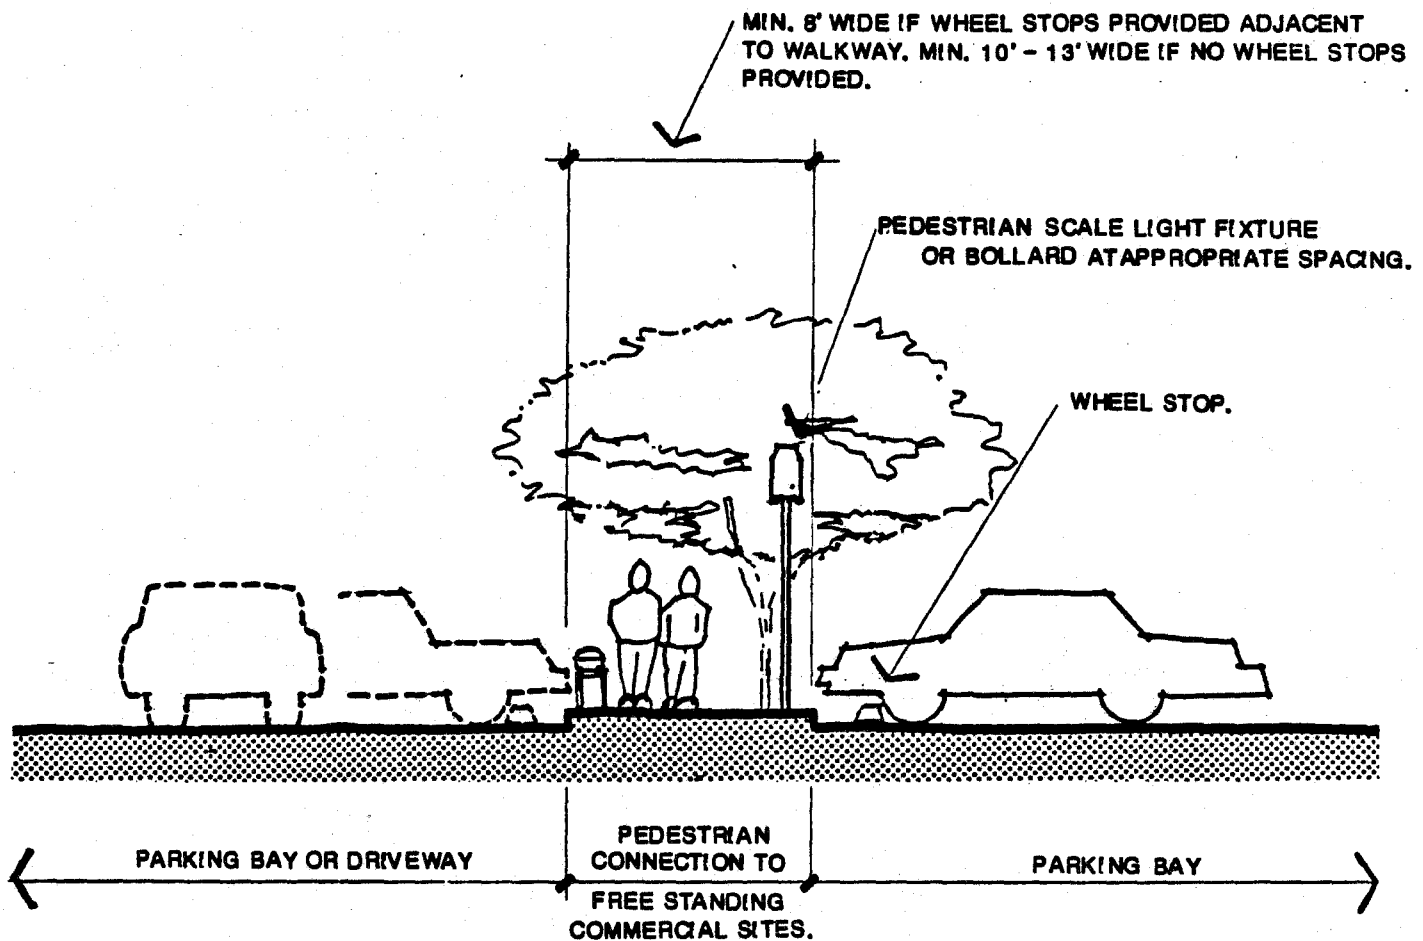 MIN. 8' WIDE IF WHEEL STOPS PROVIDED ADJACENT
TO WALKWAY. MIN. 10' - 13' WIDE IF NO WHEEL STOPS
PROVIDED.
PEDESTRIAN SCALE LIGHT FIXTURE
OR BOLLARD AT APPROPRIATE SPACING.
WHEEL STOP.
PARKING BAY OR DRIVEWAY
PEDESTRIAN
CONNECTION TO
FREE STANDING
COMMERCIAL SITES.
PARKING BAY